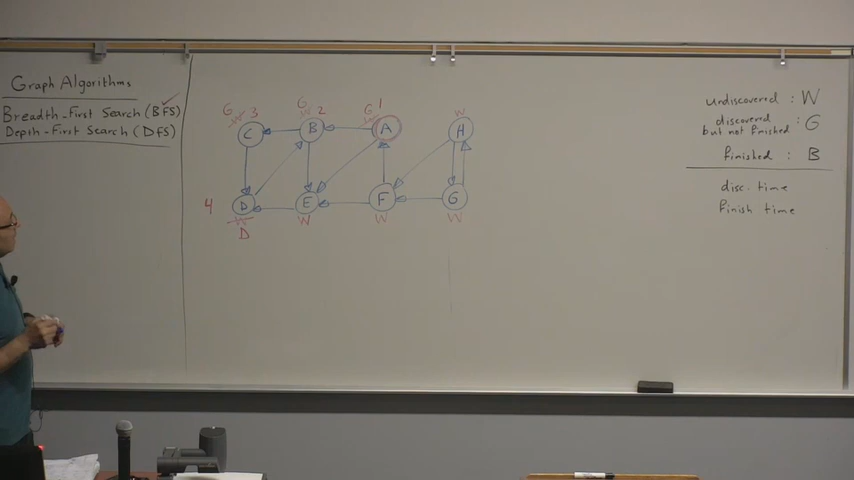 Graph Algorithms
Breadth-First Search (BFS)
Depth-First Search (DFS)
G W 3
G W 2
G W 1
W
C
B
A
H
4
D
E
F
G
W
W
W
W
D
undiscovered : W
discovered
but not finished : G
finished : B
disc. time
Finish time